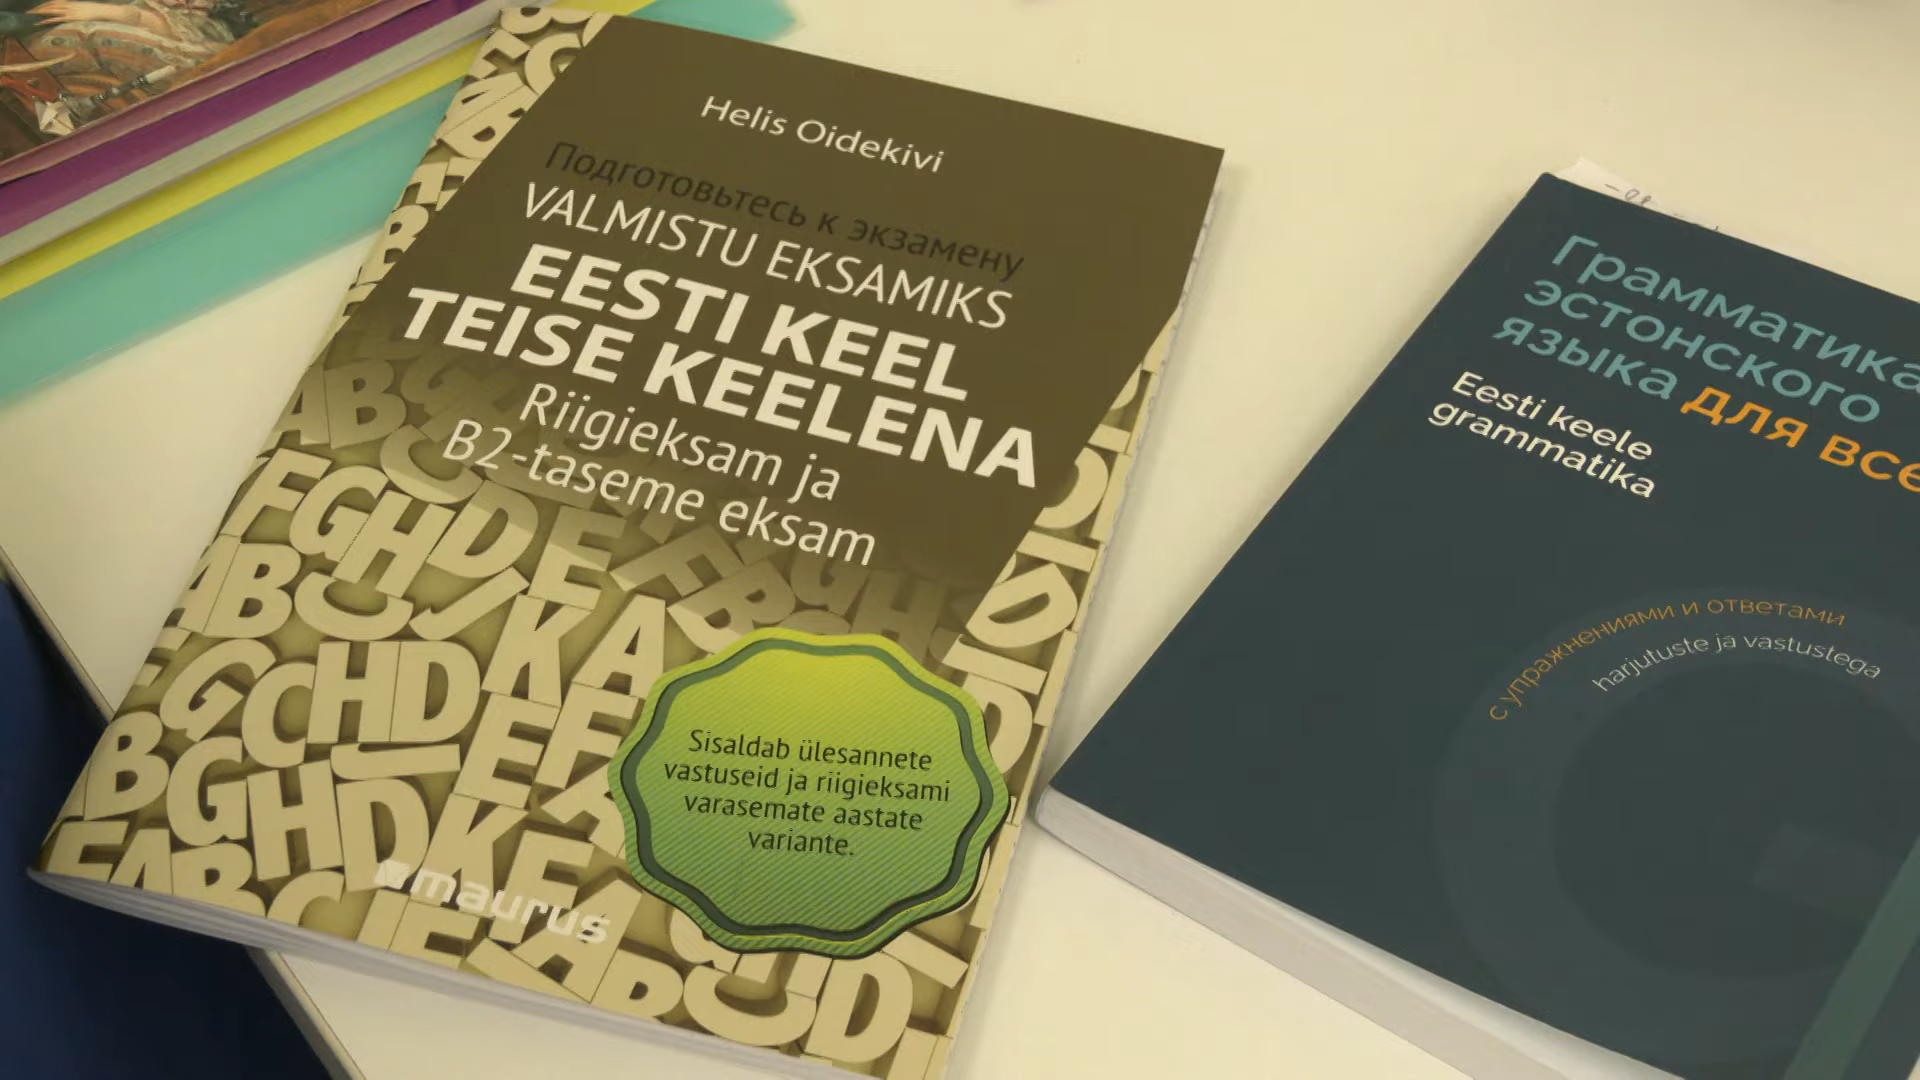 Helis Oidekivi
Подготовьтесь к экзамену
VALMISTU EKSAMIKS
EESTI KEEL
TEISE KEELENA
Riigieksam ja
B2-taseme eksam
Sisaldab ülesannete
vastuseid ja riigieksami
varasemate aastate
variante.
maurus
Грамматика
эстонского
языка для все
Eesti keele
grammatika
с упражнениями и ответами
harjutuste ja vastustega